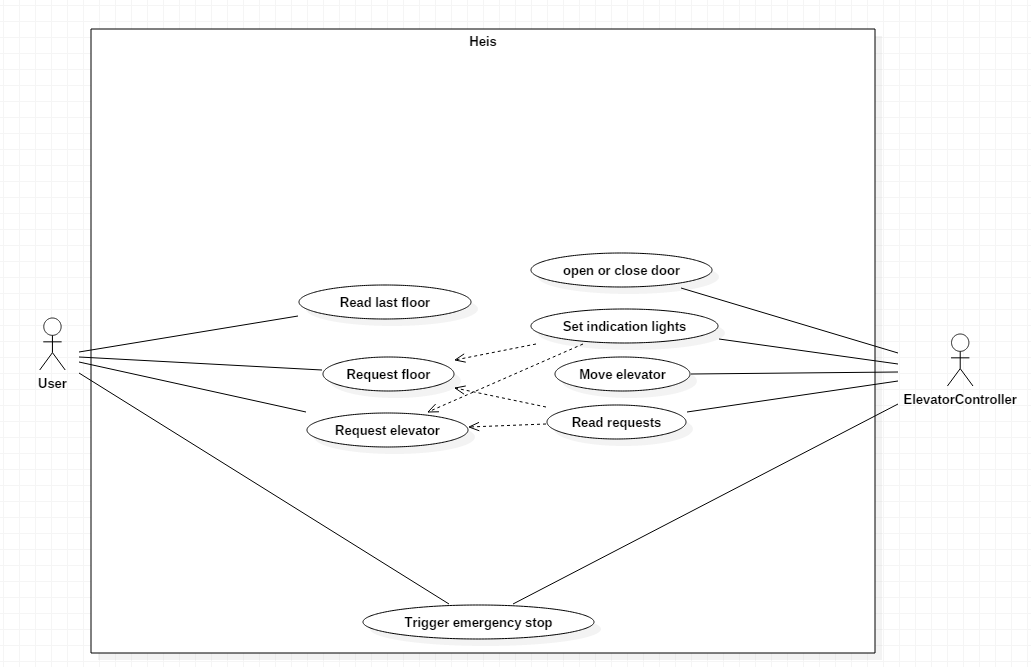 Heis
open or close door
Read last floor
Set indication lights
Request floor
Move elevator
User
ElevatorController
Read requests
Request elevator
Trigger emergency stop